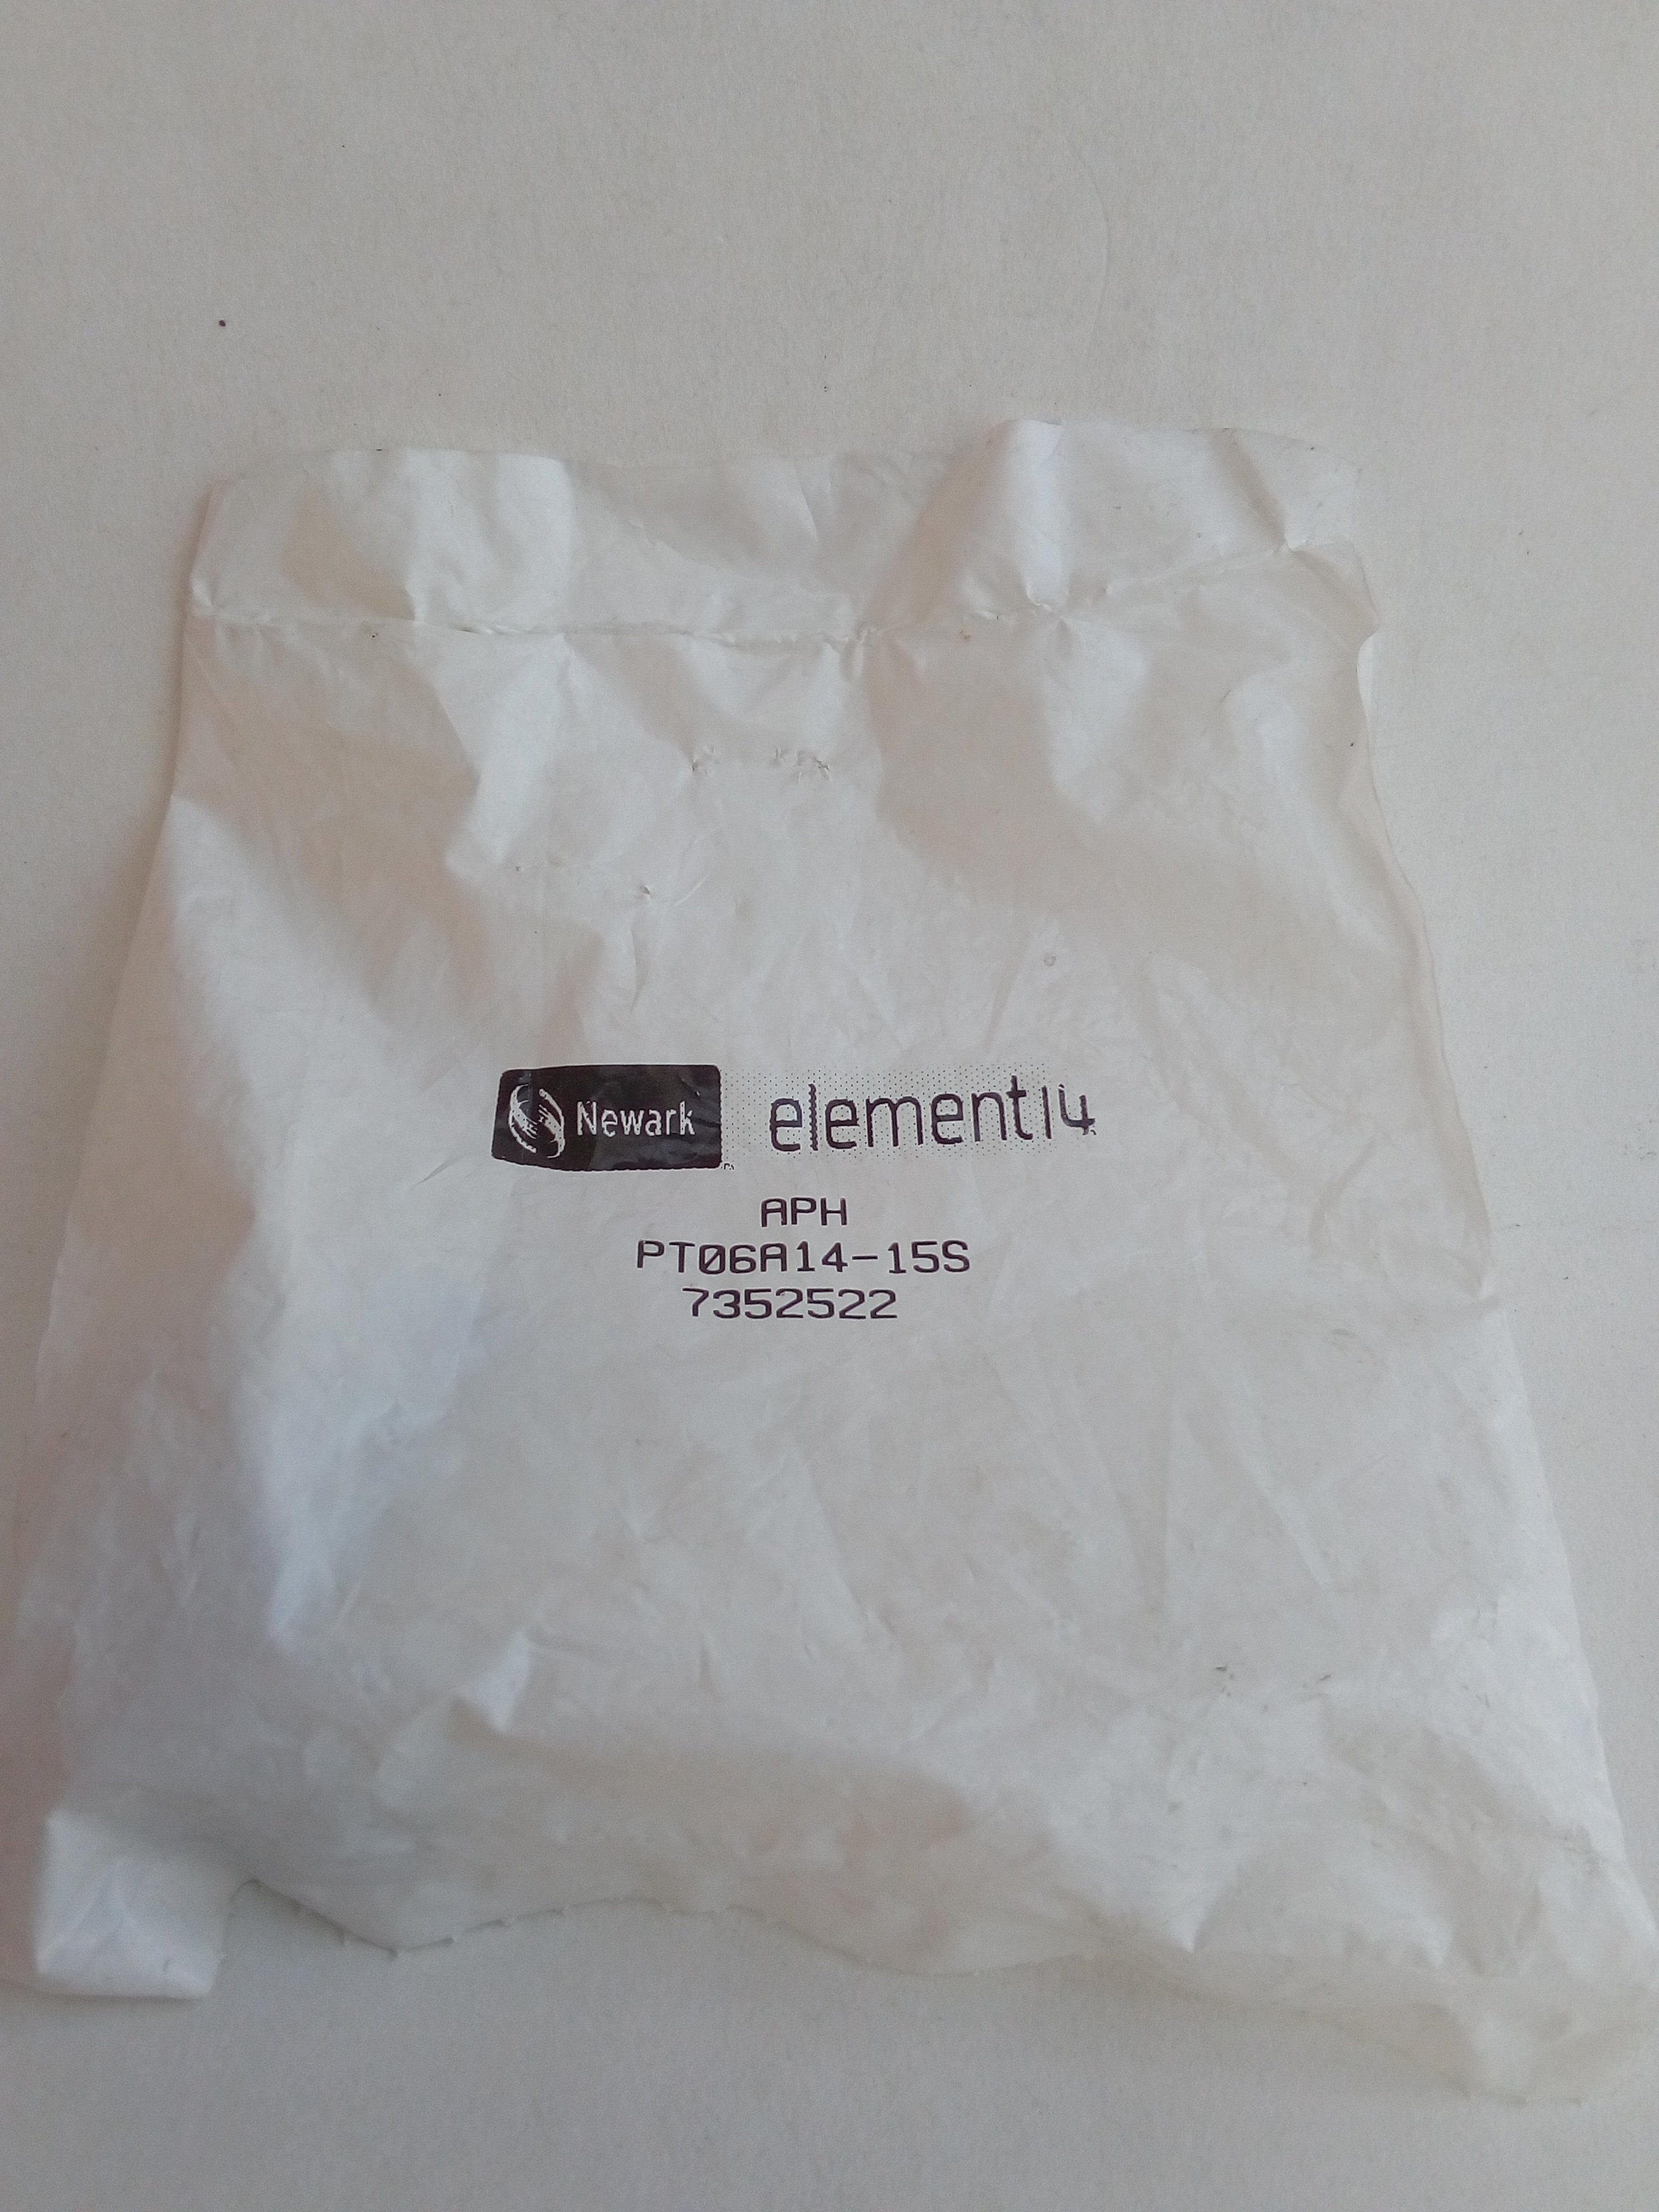 Newark element14
APH
PT06A14-15S
7352522